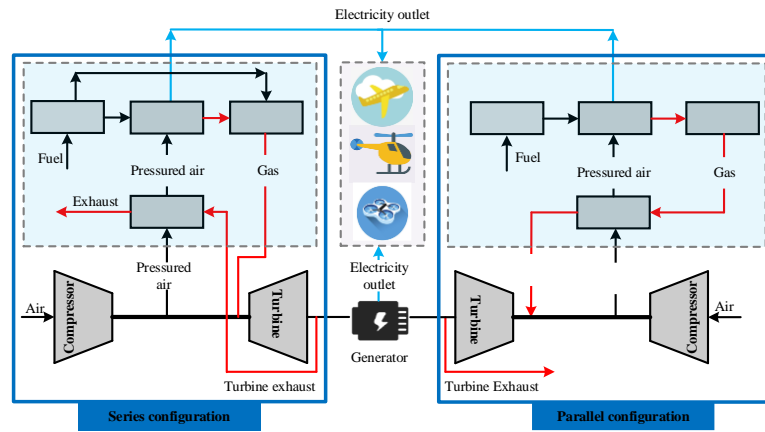 Electricity outlet
Fuel
Pressured air
Gas
Exhaust
Pressured
air
Air
Compressor
Turbine
Turbine exhaust
Series configuration
Electricity
outlet
Generator
Fuel
Pressured air
Gas
Turbine
Compressor
Air
Turbine Exhaust
Parallel configuration